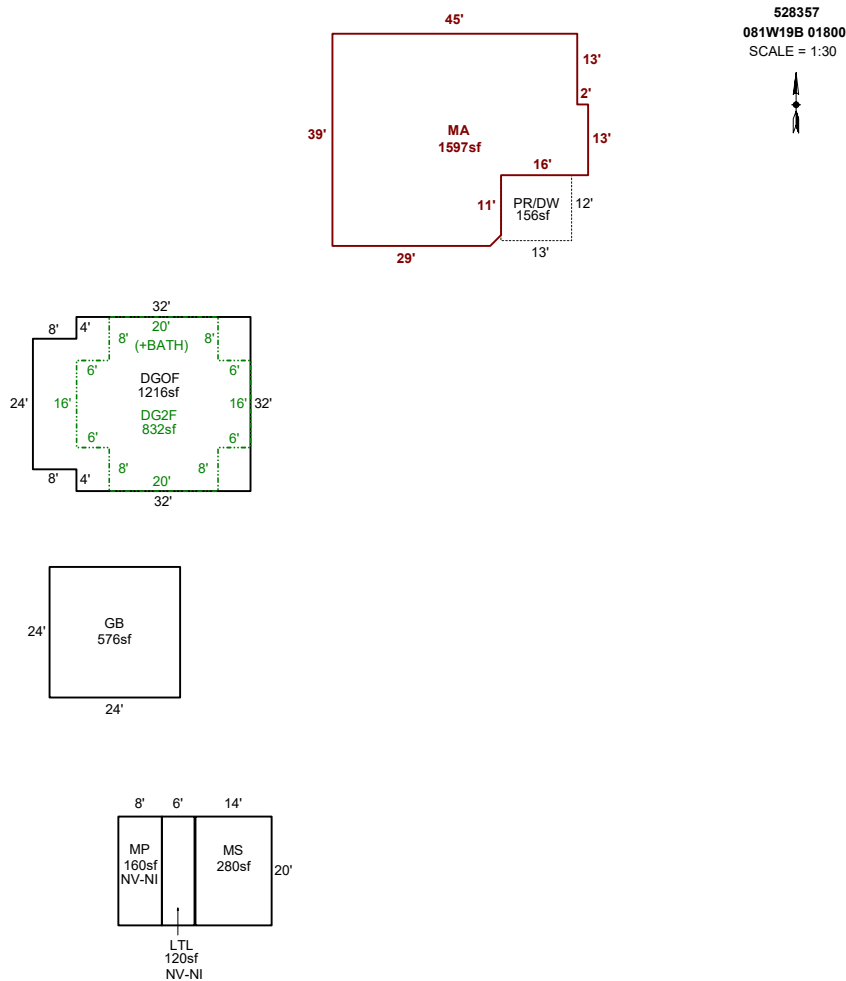 528357
081W19B 01800
SCALE = 1:30
45'
13'
2'
39'
MA
1597sf
13'
16'
11'
PR/DW
156sf
12'
29'
13'
32'
8'
4'
20'
8'
8'
(+BATH)
6'
6'
DGOF
1216sf
24'
16'
16'
32'
DG2F
832sf
6'
6'
8'
8'
8'
4'
20'
32'
GB
576sf
24'
24'
8'
6'
14'
MP
160sf
NV-NI
MS
280sf
20'
LTL
120sf
NV-NI